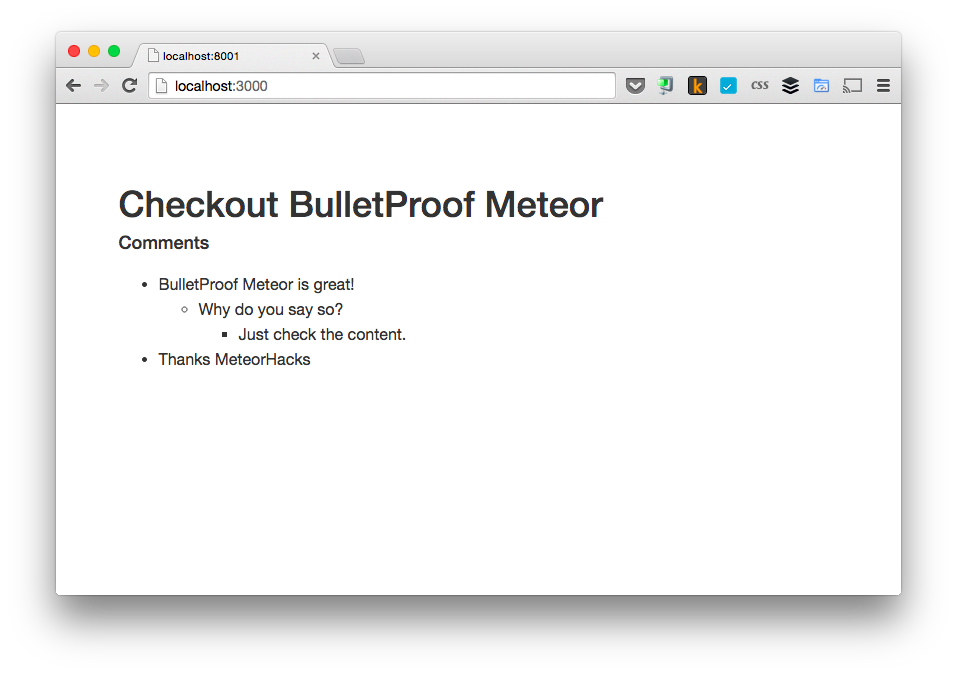 localhost:8001
localhost:3000
k
CSS
Checkout BulletProof Meteor
Comments
BulletProof Meteor is great!
Why do you say so?
Just check the content.
Thanks MeteorHacks